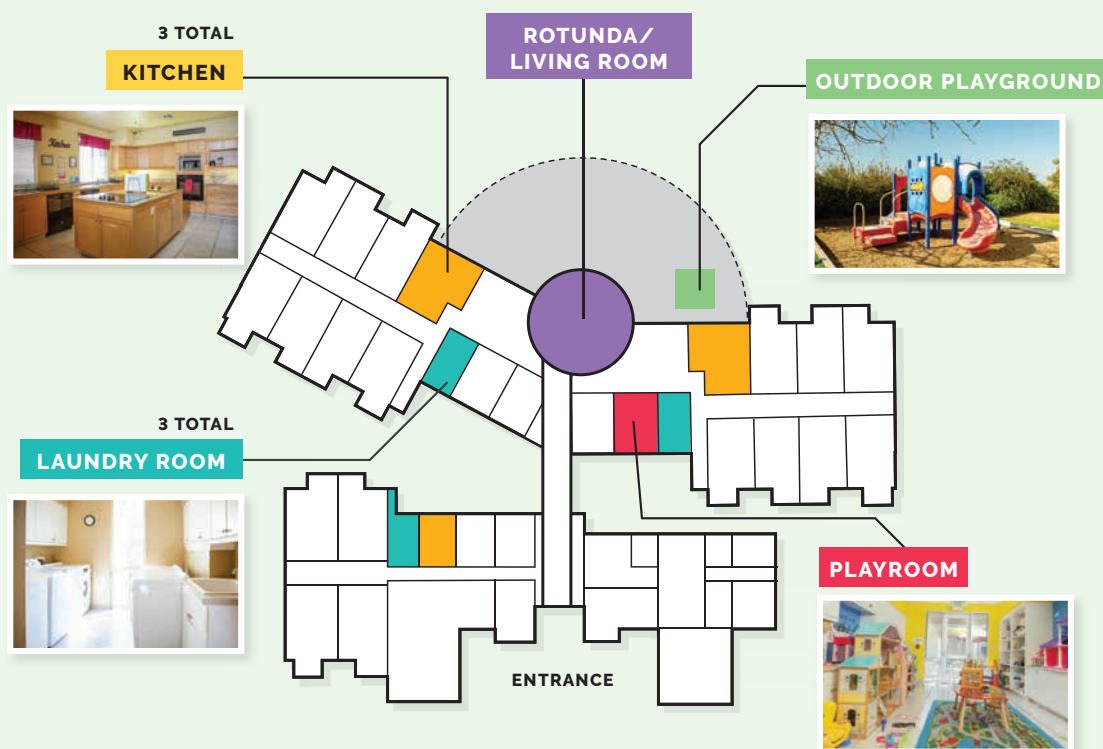 3 TOTAL
KITCHEN
ROTUNDA/
LIVING ROOM
OUTDOOR PLAYGROUND
Kitchen
3 TOTAL
LAUNDRY ROOM
PLAYROOM
ENTRANCE